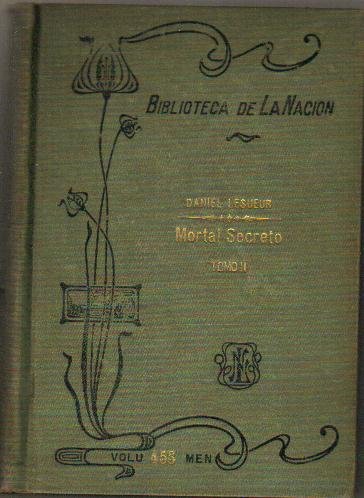 BIBLIOTECA DE LA NACION
DANIEL LESUEUR
Mortal Secreto
TOMO II
VOLU 455 MEN